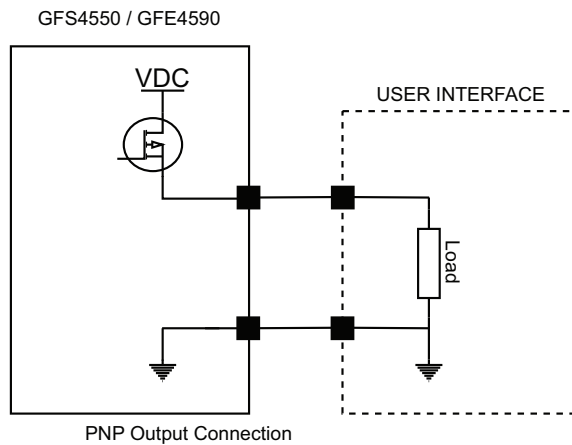 GFS4550 / GFE4590
VDC
USER INTERFACE
Load
PNP Output Connection